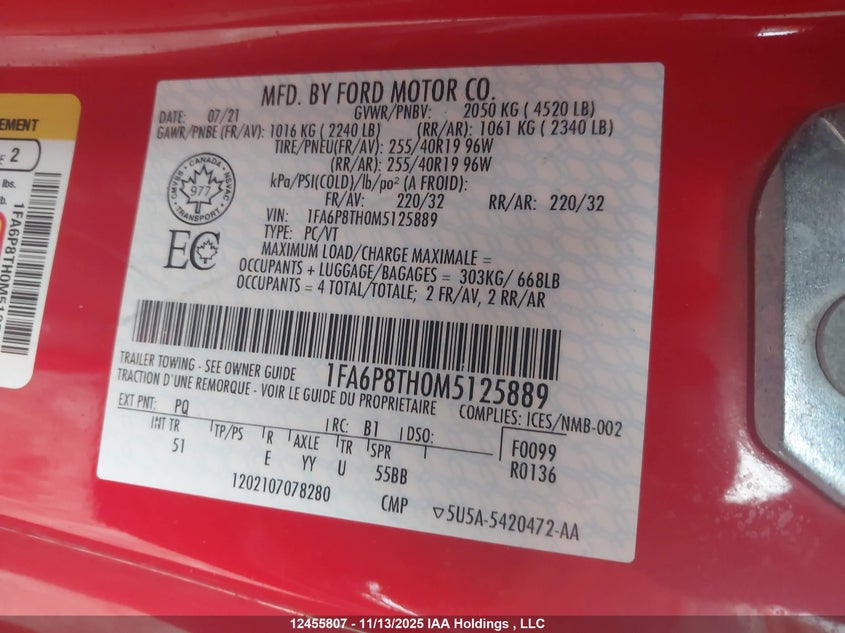 MFD. BY FORD MOTOR CO.
DATE: 07/21 GVWR/PNBV: 2050 KG ( 4520 LB)
GAWR/PNBE (FR/AV): 1016 KG ( 2240 LB) (RR/AR): 1061 KG ( 2340 LB)
TIRE/PNEU(FR/AV): 255/40R19 96W
(RR/AR): 255/40R19 96W
kPa/PSI(COLD)/lb/po² (A FROID):
FR/AV: 220/32 RR/AR: 220/32
CANADA
977
TRANSPORT
VIN: 1FA6P8TH0M5125889
TYPE: PC/VT
EC
MAXIMUM LOAD/CHARGE MAXIMALE =
OCCUPANTS + LUGGAGE/BAGAGES = 303KG/ 668LB
OCCUPANTS = 4 TOTAL/TOTALE; 2 FR/AV, 2 RR/AR
TRAILER TOWING - SEE OWNER GUIDE 1FA6P8TH0M5125889
TRACTION D'UNE REMORQUE - VOIR LE GUIDE DU PROPRIETAIRE
COMPLIES: ICES/NMB-002
EXT PNT: PQ RC: B1 DSO: F0099
INT TR TP/PS R AXLE TR SPR R0136
51 E YY U 55BB
1202107078280 CMP ▽5U5A-5420472-AA
EMENT
E 2
lbs.
lb.
12455807 - 11/13/2025 IAA Holdings , LLC